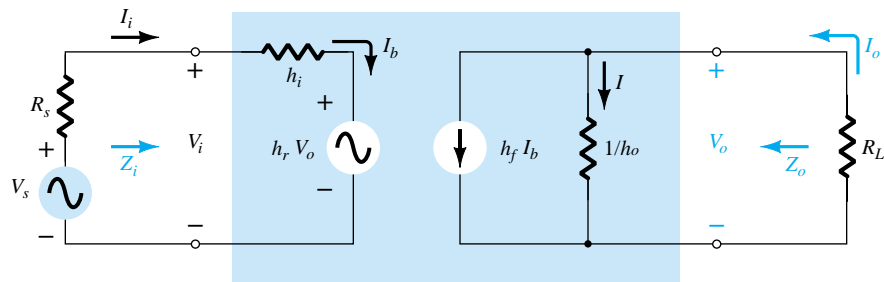 I_i
I_b
I_o
+
h_i
I
+
R_s
+
+
Z_i
V_i
h_r V_o
h_f I_b
1/h_o
V_o
Z_o
R_L
V_s
−
−
−
−